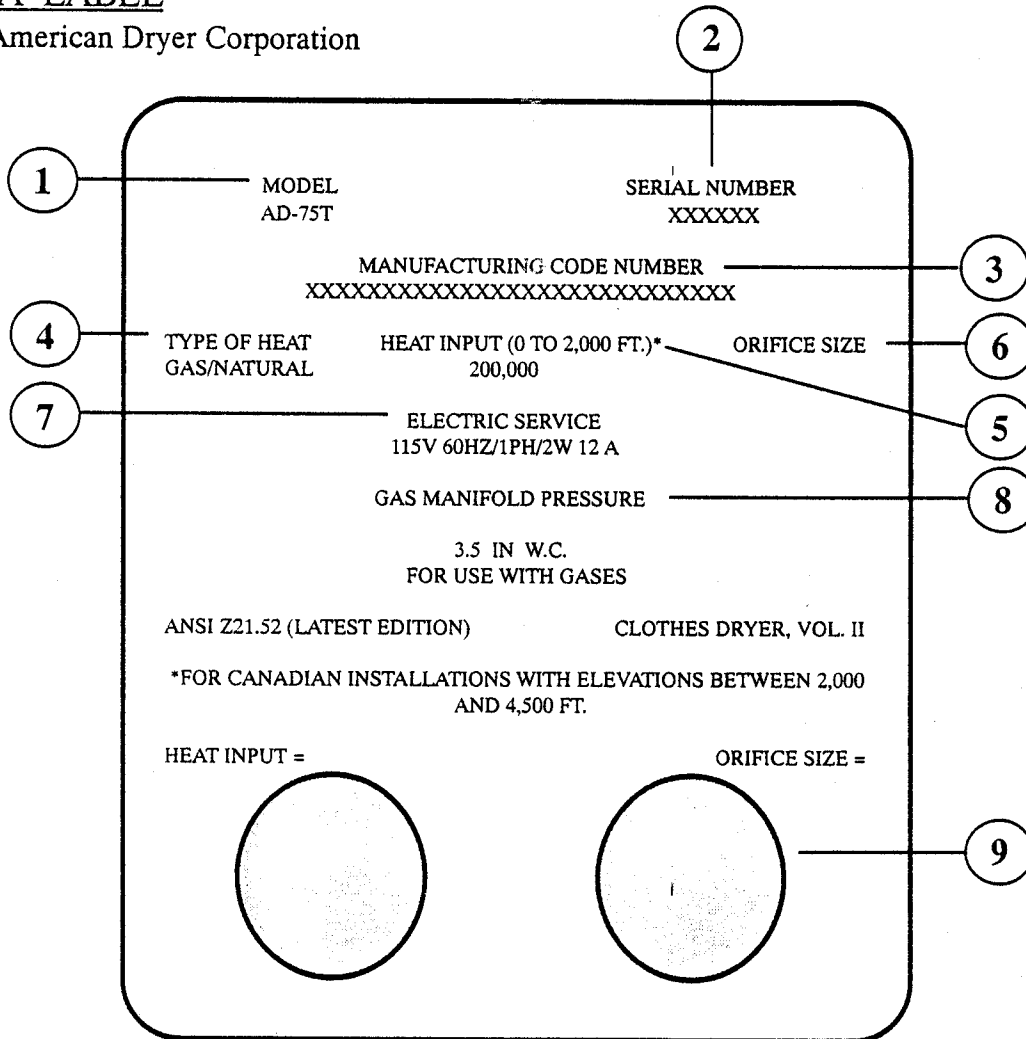 A LABEL
American Dryer Corporation
2
1
MODEL
AD-75T
SERIAL NUMBER
XXXXXX
MANUFACTURING CODE NUMBER
3
XXXXXXXXXXXXXXXXXXXXXXXXXXXX
4
TYPE OF HEAT
GAS/NATURAL
HEAT INPUT (0 TO 2,000 FT.)*
200,000
ORIFICE SIZE
6
7
ELECTRIC SERVICE
115V 60HZ/1PH/2W 12 A
5
GAS MANIFOLD PRESSURE
8
3.5 IN W.C.
FOR USE WITH GASES
ANSI Z21.52 (LATEST EDITION)
CLOTHES DRYER, VOL. II
*FOR CANADIAN INSTALLATIONS WITH ELEVATIONS BETWEEN 2,000
AND 4,500 FT.
HEAT INPUT =
ORIFICE SIZE =
9